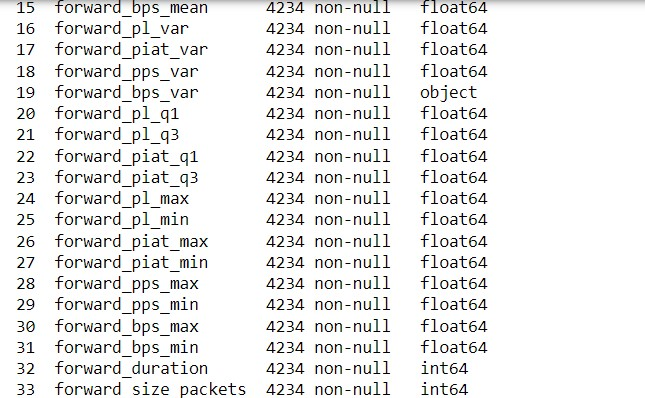 15 forward_bps_mean 4234 non-null float64
16 forward_pl_var 4234 non-null float64
17 forward_piat_var 4234 non-null float64
18 forward_pps_var 4234 non-null float64
19 forward_bps_var 4234 non-null object
20 forward_pl_q1 4234 non-null float64
21 forward_pl_q3 4234 non-null float64
22 forward_piat_q1 4234 non-null float64
23 forward_piat_q3 4234 non-null float64
24 forward_pl_max 4234 non-null float64
25 forward_pl_min 4234 non-null float64
26 forward_piat_max 4234 non-null float64
27 forward_piat_min 4234 non-null float64
28 forward_pps_max 4234 non-null float64
29 forward_pps_min 4234 non-null float64
30 forward_bps_max 4234 non-null float64
31 forward_bps_min 4234 non-null float64
32 forward_duration 4234 non-null int64
33 forward_size_packets 4234 non-null int64